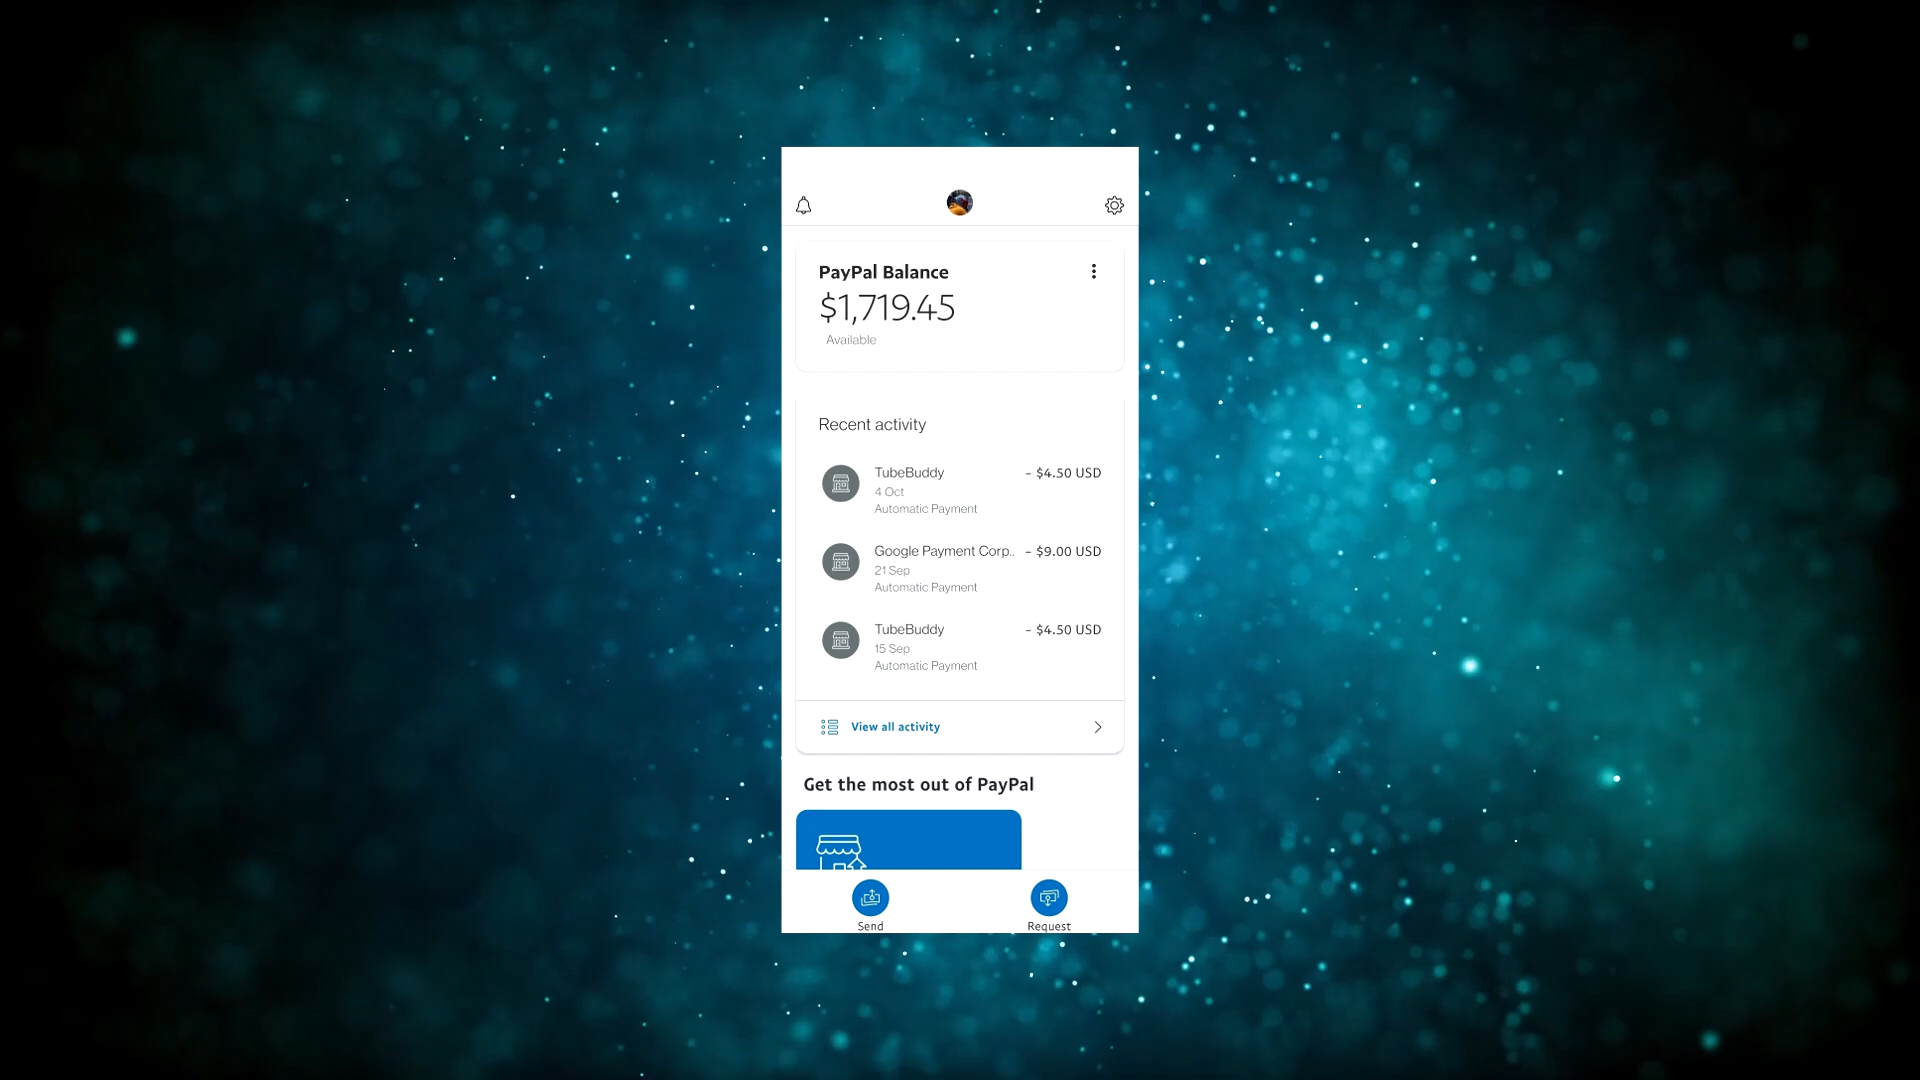 PayPal Balance
$1,719.45
Available
Recent activity
TubeBuddy - $4.50 USD
4 Oct
Automatic Payment
Google Payment Corp.. - $9.00 USD
21 Sep
Automatic Payment
TubeBuddy - $4.50 USD
15 Sep
Automatic Payment
View all activity
Get the most out of PayPal
Send Request